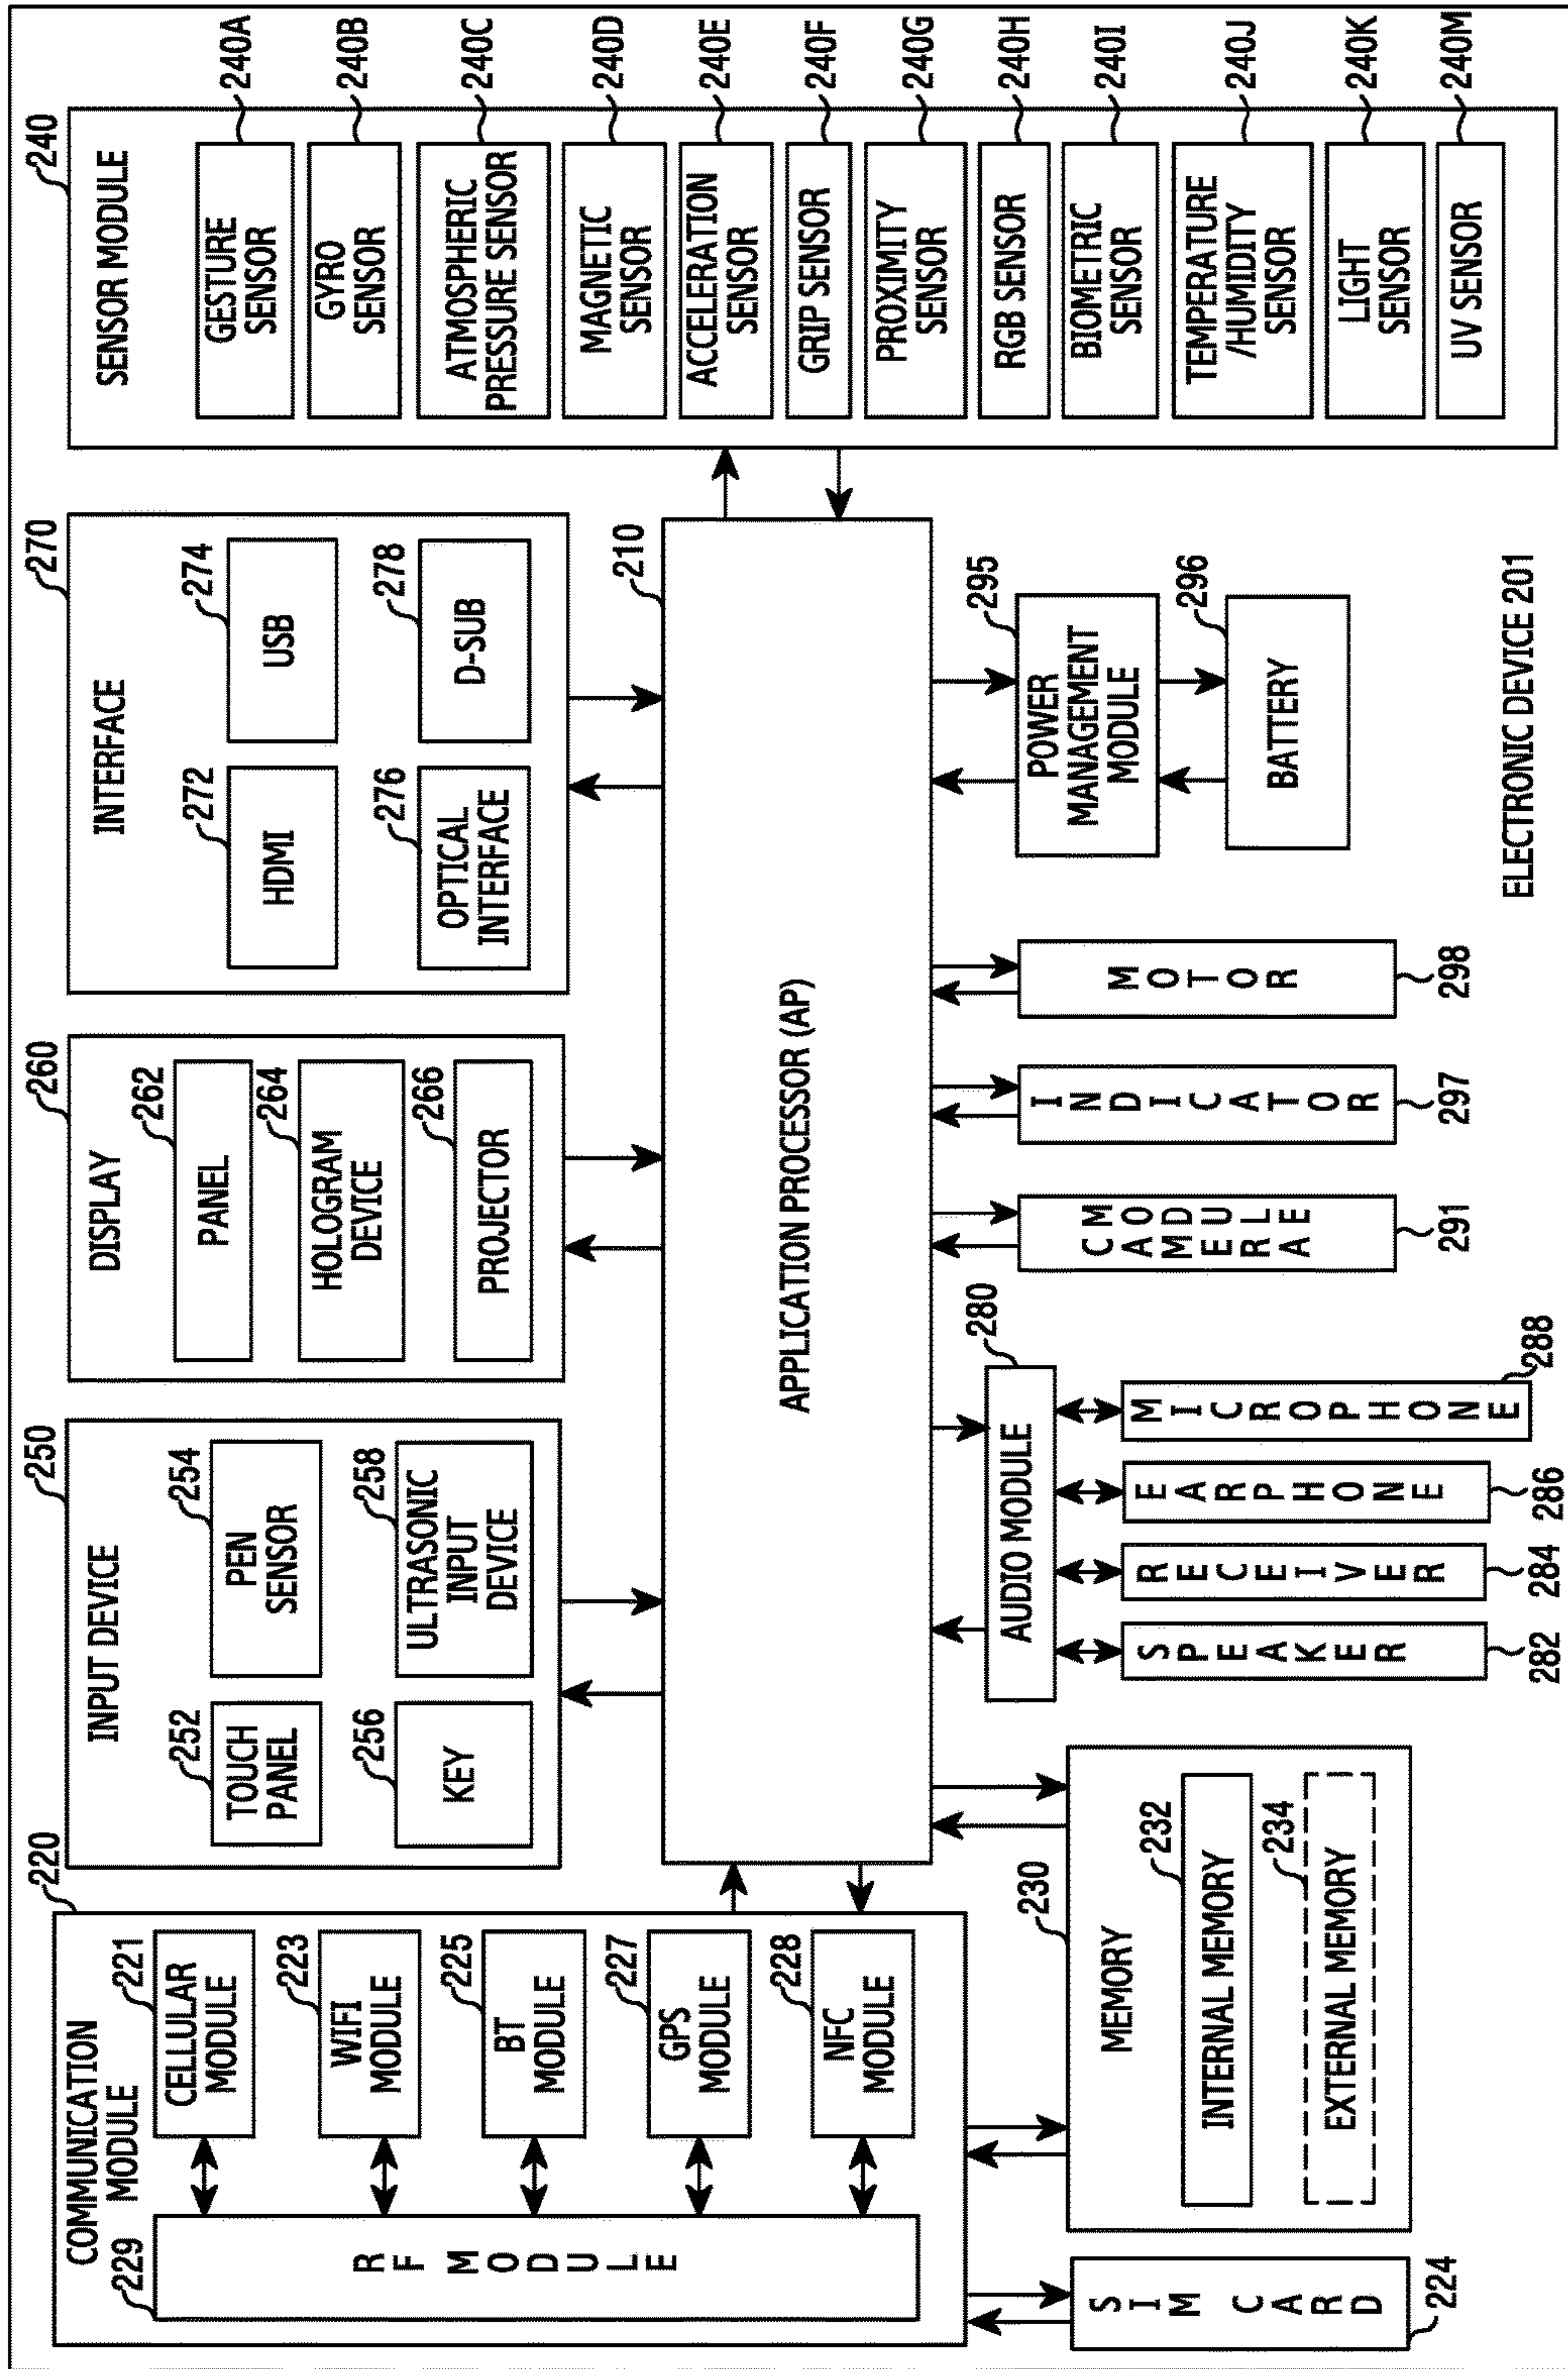 COMMUNICATION
MODULE
220
229
RF MODULE
221
CELLULAR
MODULE
223
WIFI
MODULE
225
BT
MODULE
227
GPS
MODULE
228
NFC
MODULE
250
INPUT DEVICE
252
TOUCH
PANEL
254
PEN
SENSOR
256
KEY
258
ULTRASONIC
INPUT
DEVICE
260
DISPLAY
262
PANEL
264
HOLOGRAM
DEVICE
266
PROJECTOR
270
INTERFACE
272
HDMI
274
USB
276
OPTICAL
INTERFACE
278
D-SUB
240
SENSOR MODULE
GESTURE
SENSOR
240A
GYRO
SENSOR
240B
ATMOSPHERIC
PRESSURE SENSOR
240C
MAGNETIC
SENSOR
240D
ACCELERATION
SENSOR
240E
GRIP SENSOR
240F
PROXIMITY
SENSOR
240G
RGB SENSOR
240H
BIOMETRIC
SENSOR
240I
TEMPERATURE
/HUMIDITY
SENSOR
240J
LIGHT
SENSOR
240K
UV SENSOR
240M
210
APPLICATION PROCESSOR (AP)
SIM CARD
224
230
MEMORY
232
INTERNAL MEMORY
234
EXTERNAL MEMORY
280
AUDIO MODULE
SPEAKER
282
RECEIVER
284
EARPHONE
286
MICROPHONE
288
CAMERA
MODULE
291
INDICATOR
297
MOTOR
298
295
POWER
MANAGEMENT
MODULE
296
BATTERY
ELECTRONIC DEVICE 201